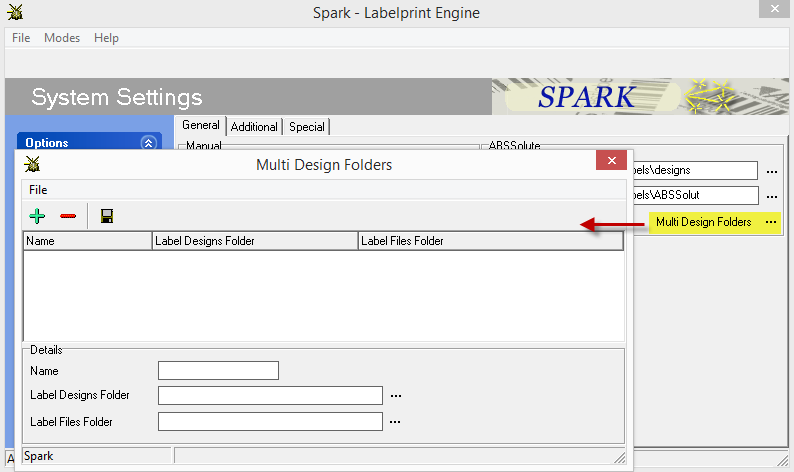 Spark - Labelprint Engine
File Modes Help
System Settings
SPARK
General Additional Special
Options
Manual
ABSSolute
bels\designs ...
bels\ABSSolut ...
Multi Design Folders ...
Multi Design Folders
File
Name Label Designs Folder Label Files Folder
Details
Name
Label Designs Folder ...
Label Files Folder ...
Spark
A